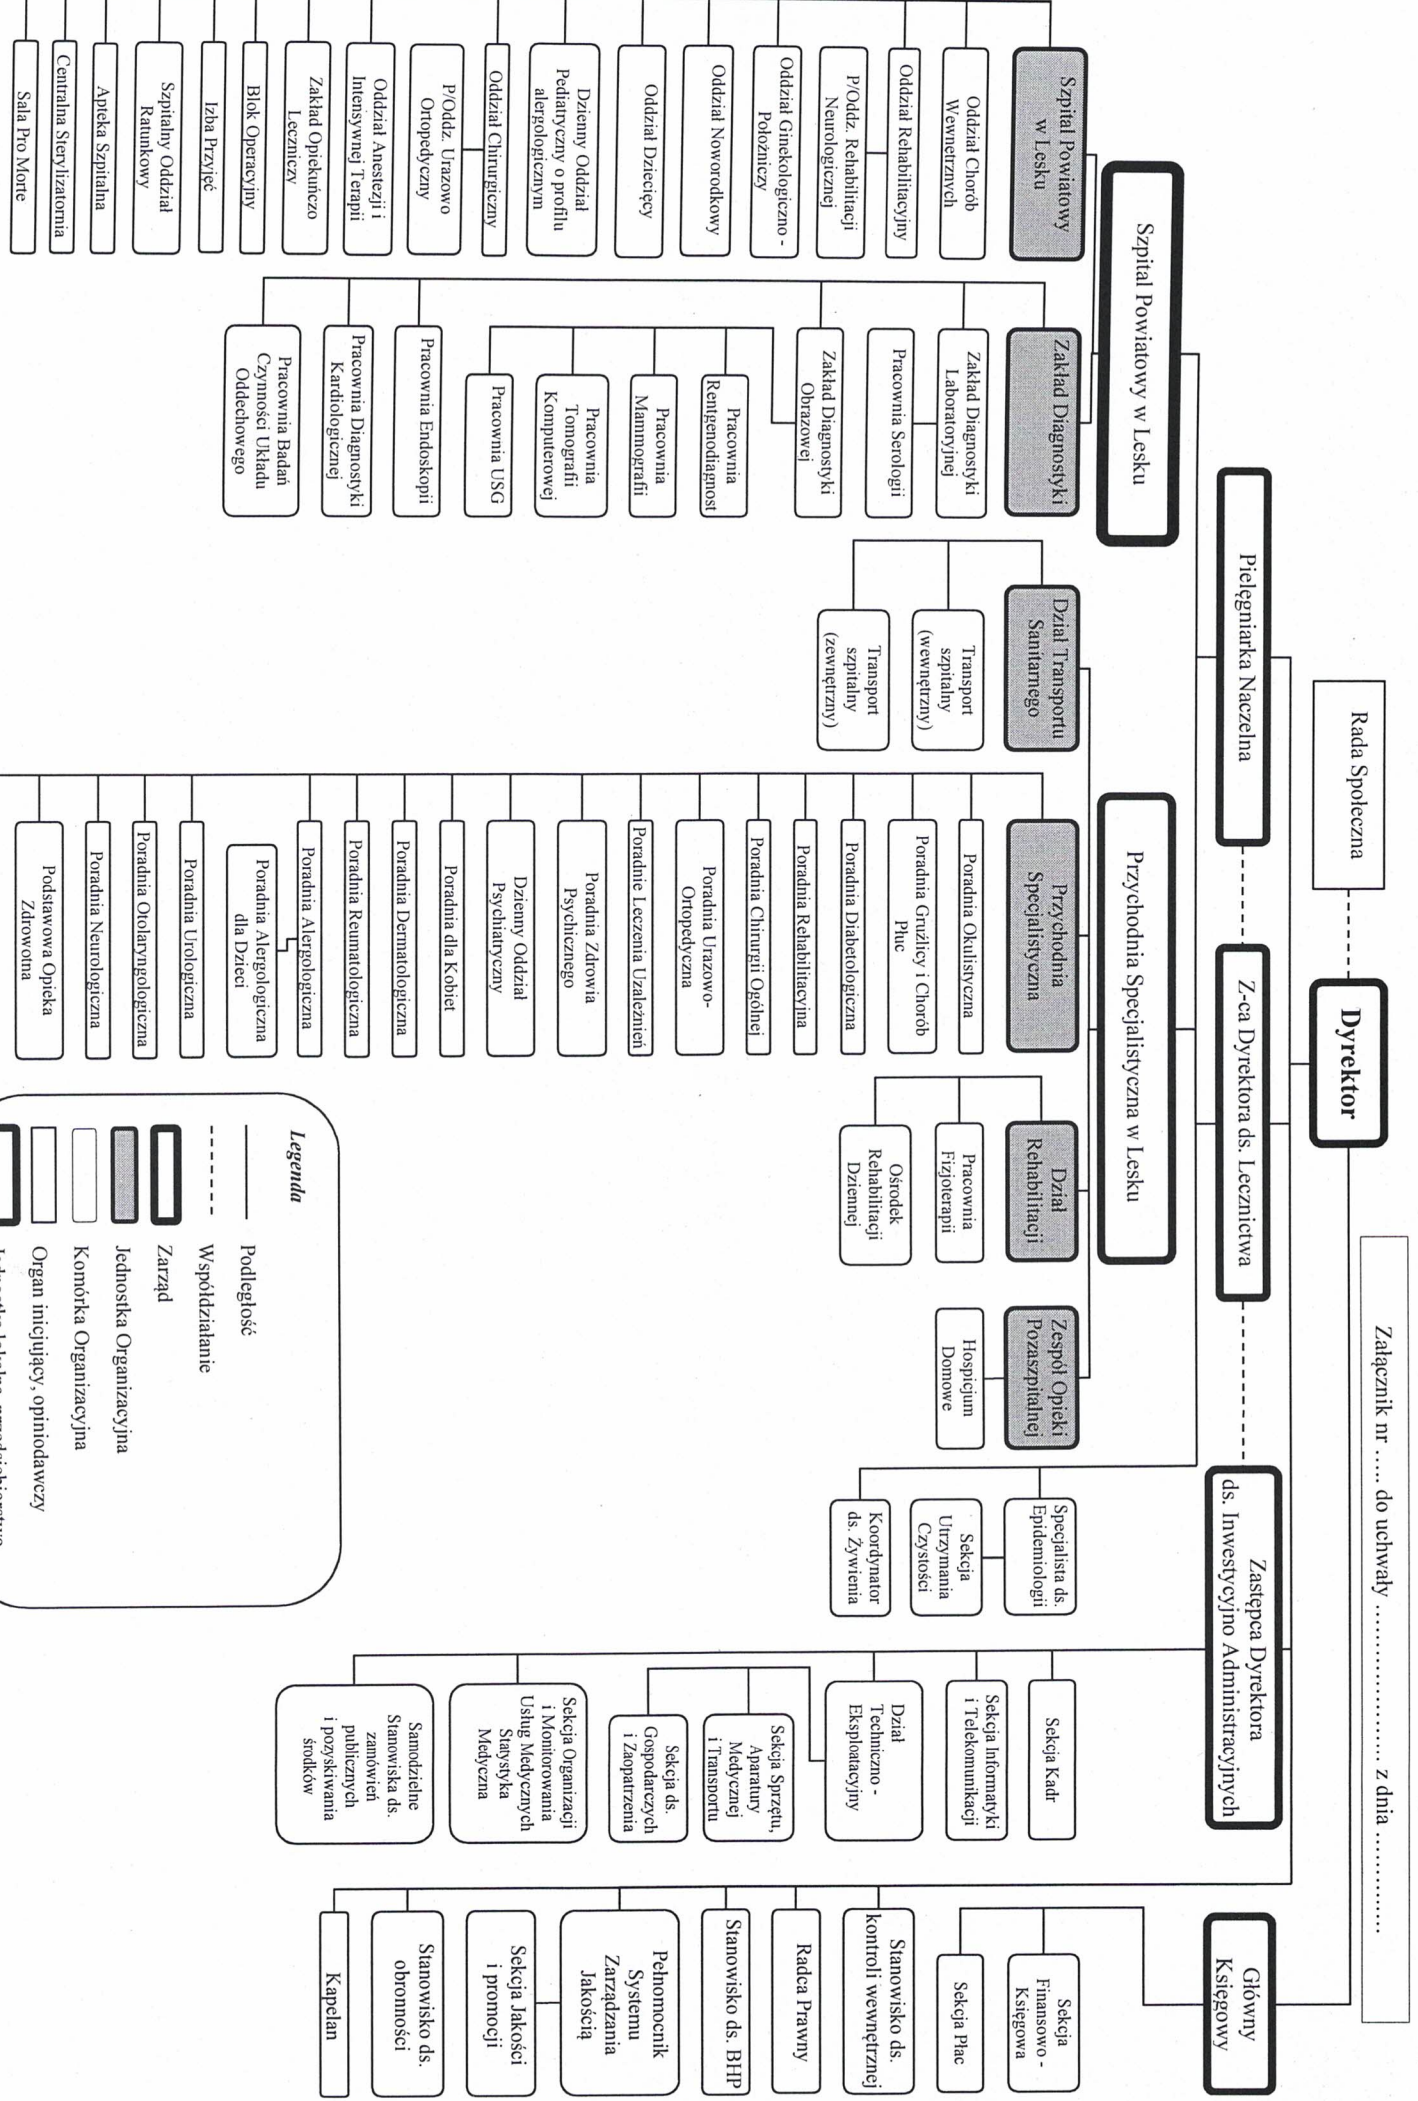 Załącznik nr ..... do uchwały ........................ z dnia ............
Rada Społeczna
Dyrektor
Pielęgniarka Naczelna
Z-ca Dyrektora ds. Lecznictwa
Zastępca Dyrektora
ds. Inwestycyjno Administracyjnych
Główny
Księgowy
Szpital Powiatowy w Lesku
Przychodnia Specjalistyczna w Lesku
Szpital Powiatowy
w Lesku
Oddział Chorób
Wewnetrznych
Oddział Rehabilitacyjny
P/Oddz. Rehabilitacji
Neurologicznej
Oddział Ginekologiczno -
Położniczy
Oddział Noworodkowy
Oddział Dziecięcy
Dzienny Oddział
Pediatryczny o profilu
alergologicznym
Oddział Chirurgiczny
P/Oddz. Urazowo
Ortopedyczny
Oddział Anestezji i
Intensywnej Terapii
Zakład Opiekuńczo
Leczniczy
Blok Operacyjny
Izba Przyjęć
Szpitalny Oddział
Ratunkowy
Apteka Szpitalna
Centralna Sterylizatornia
Sala Pro Morte
Zakład Diagnostyki
Zakład Diagnostyki
Laboratoryjnej
Pracownia Serologii
Zakład Diagnostyki
Obrazowej
Pracownia
Rentgenodiagnost
Pracownia
Mammografii
Pracownia
Tomografii
Komputerowej
Pracownia USG
Pracownia Endoskopii
Pracownia Diagnostyki
Kardiologicznej
Pracownia Badań
Czynności Układu
Oddechowego
Dział Transportu
Sanitarnego
Transport
szpitalny
(wewnętrzny)
Transport
szpitalny
(zewnętrzny)
Przychodnia
Specjalistyczna
Poradnia Okulistyczna
Poradnia Gruźlicy i Chorób
Płuc
Poradnia Diabetologiczna
Poradnia Rehabilitacyjna
Poradnia Chirurgii Ogólnej
Poradnia Urazowo-
Ortopedyczna
Poradnie Leczenia Uzależnień
Poradnia Zdrowia
Psychicznego
Dzienny Oddział
Psychiatryczny
Poradnia dla Kobiet
Poradnia Dermatologiczna
Poradnia Reumatologiczna
Poradnia Alergologiczna
Poradnia Alergologiczna
dla Dzieci
Poradnia Urologiczna
Poradnia Otolaryngologiczna
Poradnia Neurologiczna
Podstawowa Opieka
Zdrowotna
Dział
Rehabilitacji
Pracownia
Fizjoterapii
Ośrodek
Rehabilitacji
Dziennej
Zespół Opieki
Pozaszpitalnej
Hospicjum
Domowe
Specjalista ds.
Epidemiologii
Sekcja
Utrzymania
Czystości
Koordynator
ds. Żywienia
Sekcja Kadr
Sekcja Informatyki
i Telekomunikacji
Dział
Techniczno -
Eksploatacyjny
Sekcja Sprzętu,
Aparatury
Medycznej
i Transportu
Sekcja ds.
Gospodarczych
i Zaopatrzenia
Sekcja Organizacji
i Monitorowania
Usług Medycznych
Statystyka
Medyczna
Samodzielne
Stanowiska ds.
zamówień
publicznych
i pozyskiwania
środków
Sekcja
Finansowo -
Księgowa
Sekcja Płac
Stanowisko ds.
kontroli wewnętrznej
Radca Prawny
Stanowisko ds. BHP
Pełnomocnik
Systemu
Zarządzania
Jakością
Sekcja Jakości
i promocji
Stanowisko ds.
obronności
Kapelan
Legenda
Podległość
Współdziałanie
Zarząd
Jednostka Organizacyjna
Komórka Organizacyjna
Organ inicjujący, opiniodawczy